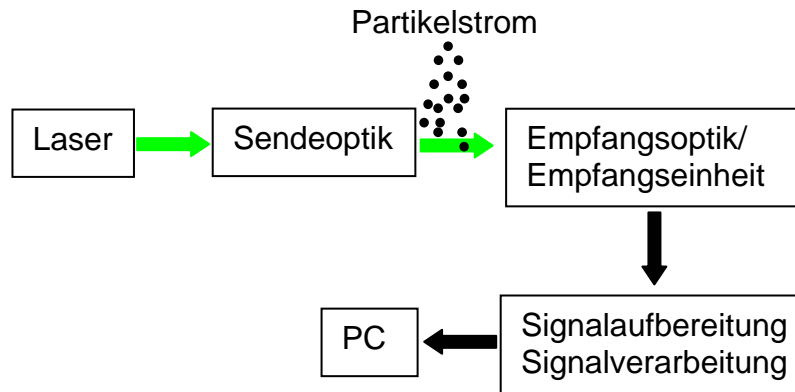 Partikelstrom
Laser
Sendeoptik
Empfangsoptik/
Empfangseinheit
Signalaufbereitung
Signalverarbeitung
PC